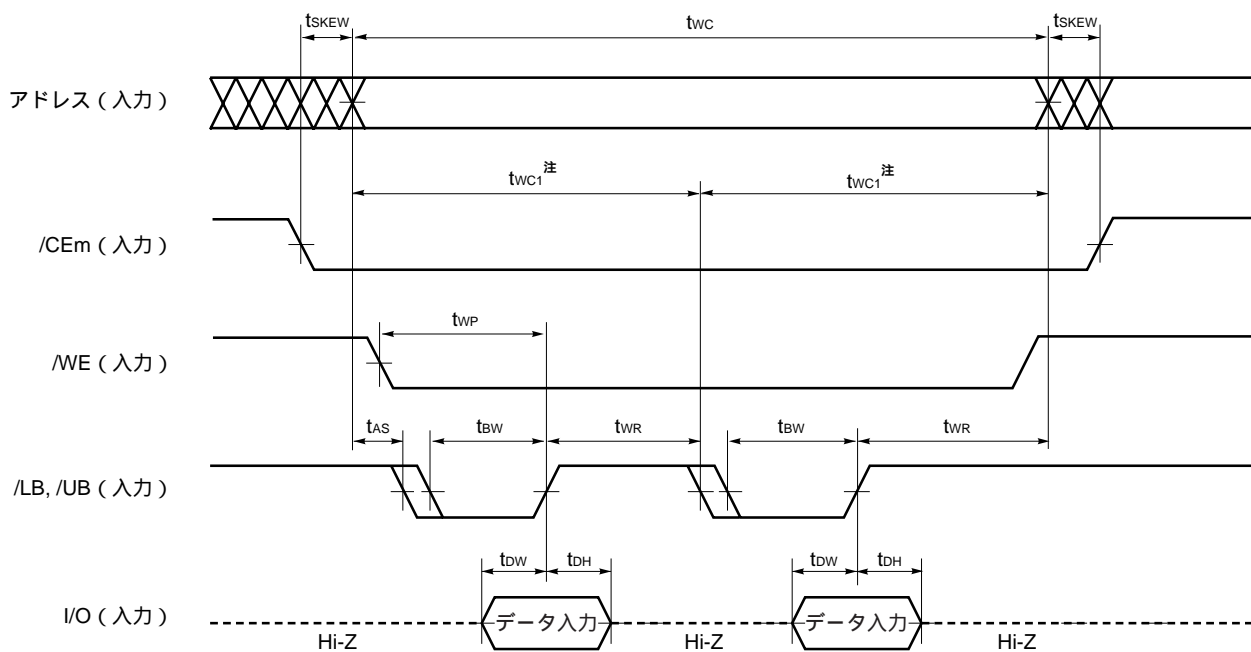 tSKEW tWC tSKEW
アドレス（入力）
tWC1注 tWC1注
/CEm（入力）
tWP
/WE（入力）
tAS tBW tWR tBW tWR
/LB, /UB（入力）
tDW tDH tDW tDH
I/O（入力） データ入力 データ入力
Hi-Z Hi-Z Hi-Z